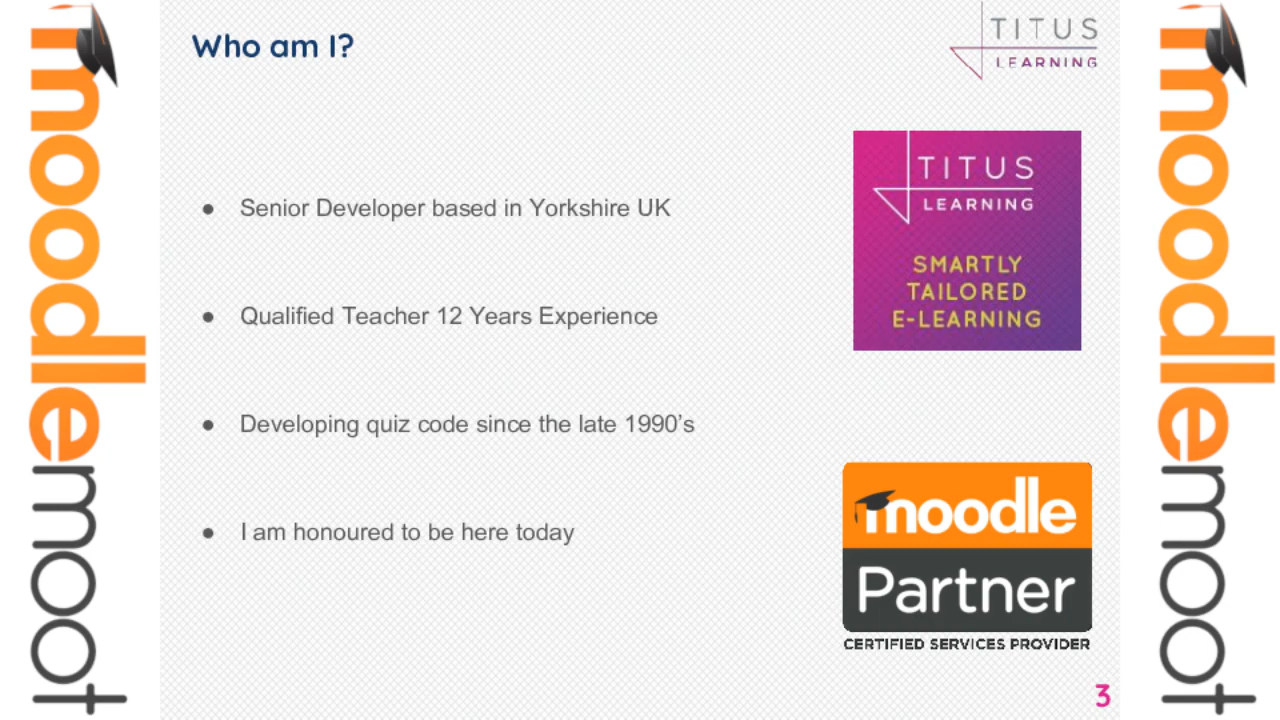 moodlemoot
Who am I?
TITUS
LEARNING
● Senior Developer based in Yorkshire UK
● Qualified Teacher 12 Years Experience
● Developing quiz code since the late 1990’s
● I am honoured to be here today
TITUS
LEARNING
SMARTLY
TAILORED
E-LEARNING
moodle
Partner
CERTIFIED SERVICES PROVIDER
3
moodlemoot